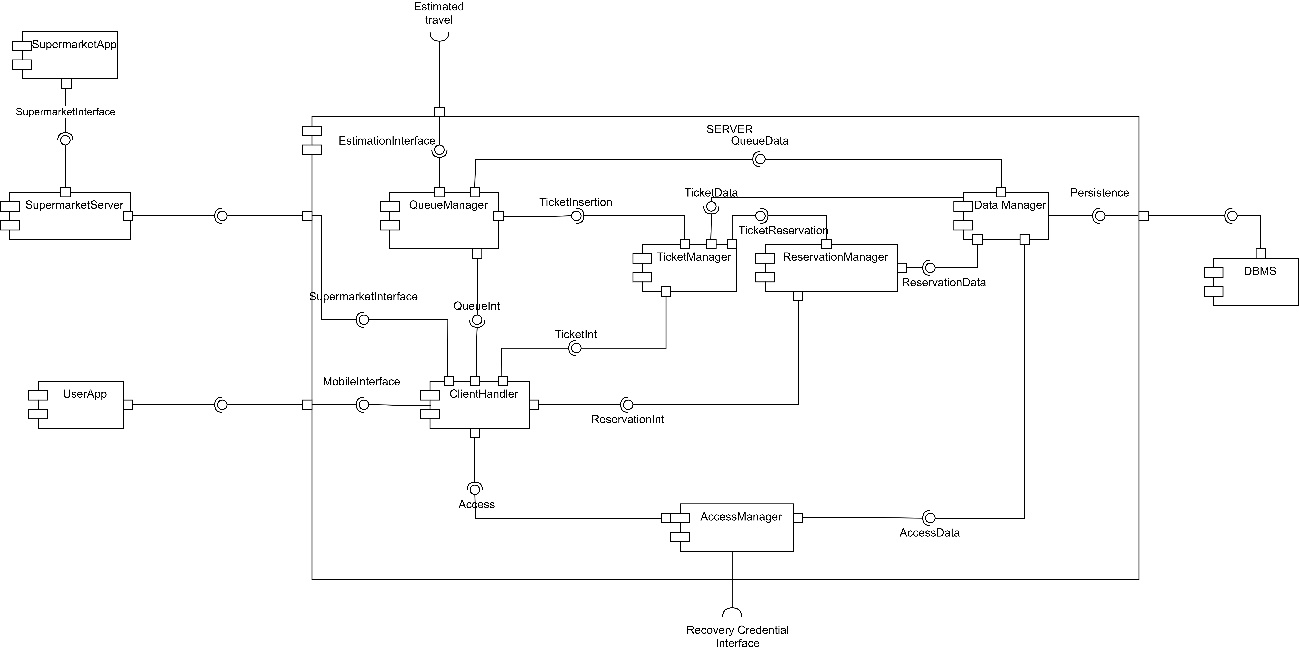 Estimated
travel
SupermarketApp
SupermarketInterface
SERVER
QueueData
EstimationInterface
TicketData
Persistence
SupermarketServer
QueueManager
TicketInsertion
Data Manager
TicketReservation
TicketManager
ReservationManager
DBMS
ReservationData
SupermarketInterface
QueueInt
TicketInt
MobileInterface
UserApp
ClientHandler
ReservationInt
Access
AccessManager
AccessData
Recovery Credential
Interface